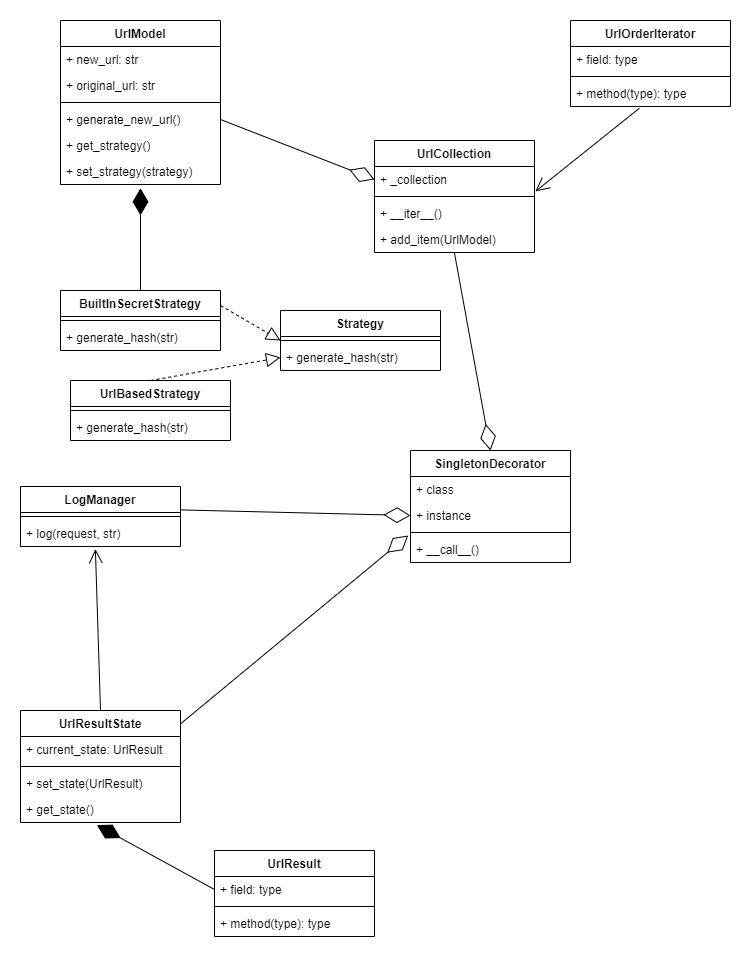 UrlModel
+ new_url: str
+ original_url: str
+ generate_new_url()
+ get_strategy()
+ set_strategy(strategy)
UrlOrderIterator
+ field: type
+ method(type): type
UrlCollection
+ _collection
+ __iter__()
+ add_item(UrlModel)
BuiltInSecretStrategy
+ generate_hash(str)
Strategy
+ generate_hash(str)
UrlBasedStrategy
+ generate_hash(str)
SingletonDecorator
+ class
+ instance
+ __call__()
LogManager
+ log(request, str)
UrlResultState
+ current_state: UrlResult
+ set_state(UrlResult)
+ get_state()
UrlResult
+ field: type
+ method(type): type